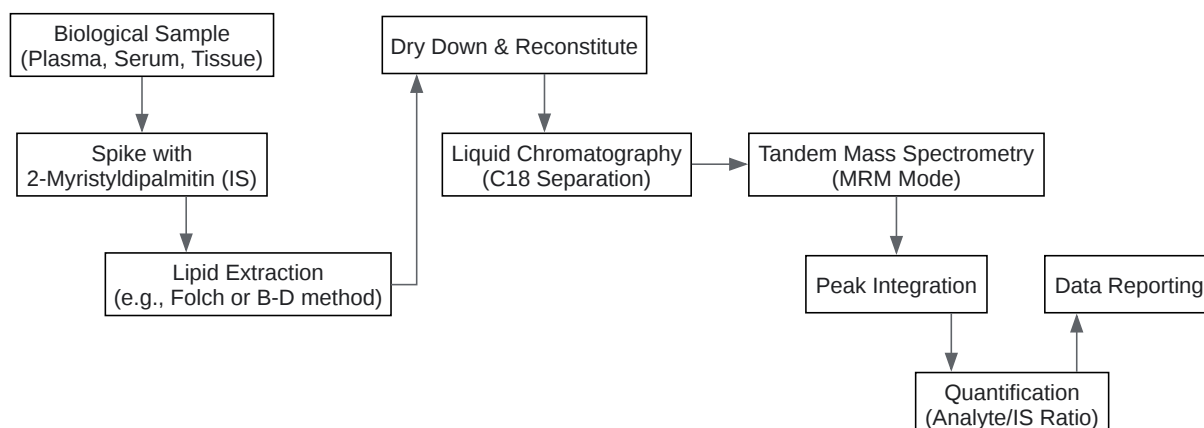 Biological Sample
(Plasma, Serum, Tissue)
Spike with
2-Myristyldipalmitin (IS)
Lipid Extraction
(e.g., Folch or B-D method)
Dry Down & Reconstitute
Liquid Chromatography
(C18 Separation)
Tandem Mass Spectrometry
(MRM Mode)
Peak Integration
Quantification
(Analyte/IS Ratio)
Data Reporting